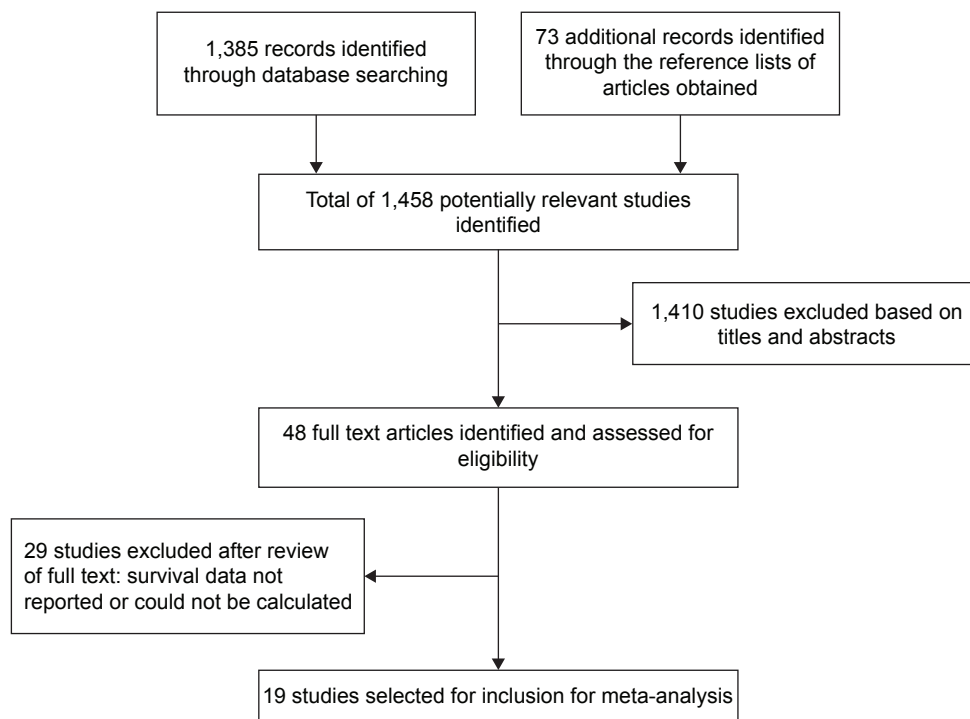 1,385 records identified
through database searching
73 additional records identified
through the reference lists of
articles obtained
Total of 1,458 potentially relevant studies
identified
1,410 studies excluded based on
titles and abstracts
48 full text articles identified and assessed for
eligibility
29 studies excluded after review
of full text: survival data not
reported or could not be calculated
19 studies selected for inclusion for meta-analysis